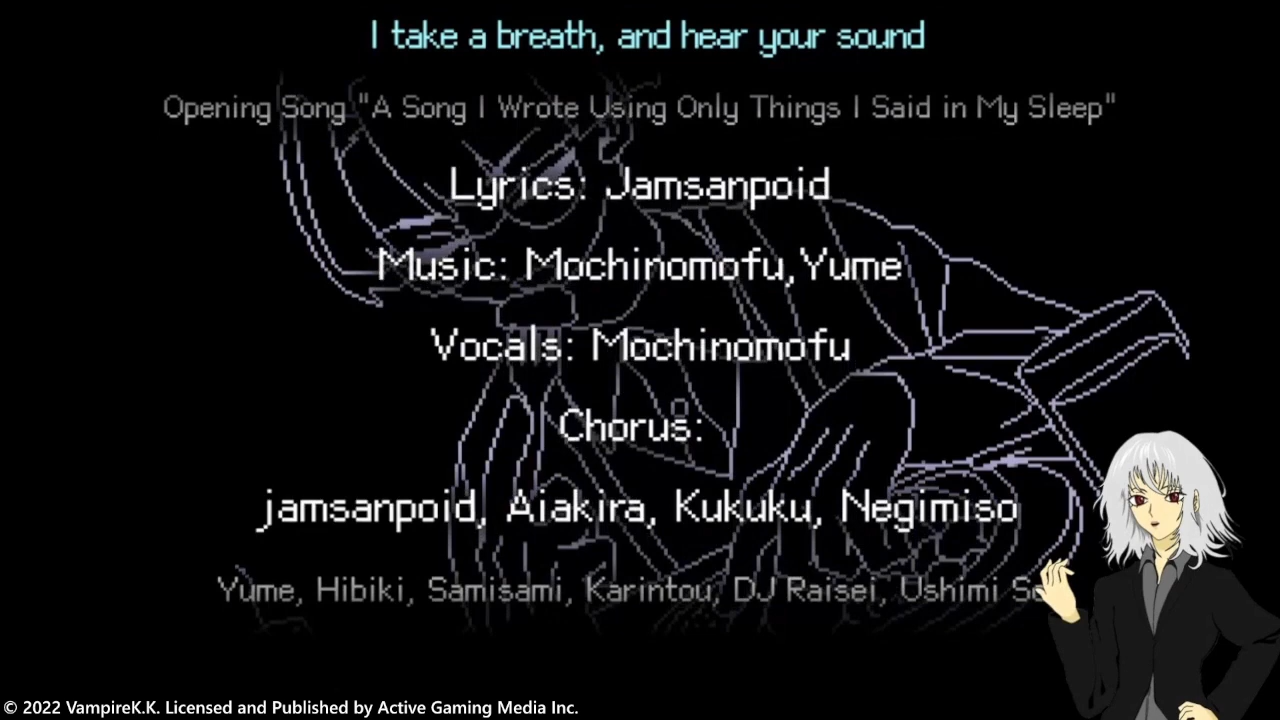 I take a breath, and hear your sound
Opening Song "A Song I Wrote Using Only Things I Said in My Sleep"
Lyrics: Jamsanpoid
Music: Mochinomofu,Yume
Vocals: Mochinomofu
Chorus:
jamsanpoid, Aiakira, Kukuku, Negimiso
Yume, Hibiki, Samisami, Karintou, DJ Raisei, Ushimi
© 2022 VampireK.K. Licensed and Published by Active Gaming Media Inc.